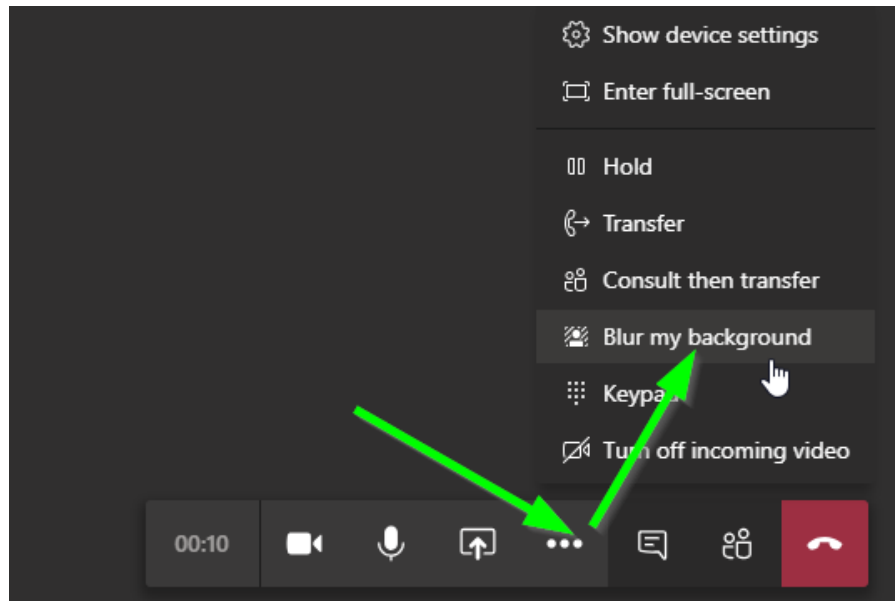 Show device settings
Enter full-screen
Hold
Transfer
Consult then transfer
Blur my background
Keypad
Turn off incoming video
00:10